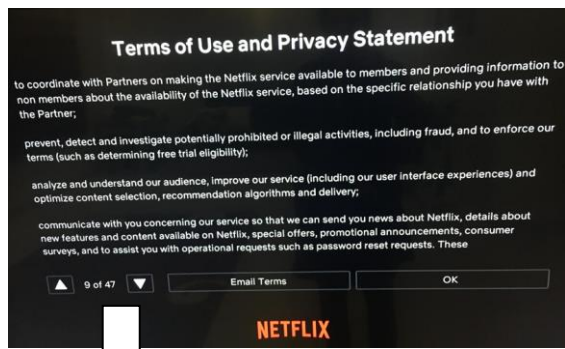 Terms of Use and Privacy Statement
to coordinate with Partners on making the Netflix service available to members and providing information to
non members about the availability of the Netflix service, based on the specific relationship you have with
the Partner;
prevent, detect and investigate potentially prohibited or illegal activities, including fraud, and to enforce our
terms (such as determining free trial eligibility);
analyze and understand our audience, improve our service (including our user interface experiences) and
optimize content selection, recommendation algorithms and delivery;
communicate with you concerning our service so that we can send you news about Netflix, details about
new features and content available on Netflix, special offers, promotional announcements, consumer
surveys, and to assist you with operational requests such as password reset requests. These
9 of 47 Email Terms OK
NETFLIX